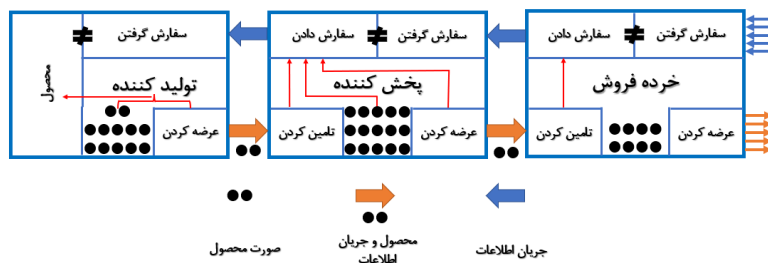 سفارش گرفتن
سفارش دادن
سفارش گرفتن
سفارش دادن
سفارش گرفتن
خرده فروش
پخش کننده
تولید کننده
محصول
عرضه کردن
تامین کردن
عرضه کردن
تامین کردن
عرضه کردن
جریان اطلاعات
محصول و جریان
اطلاعات
صورت محصول